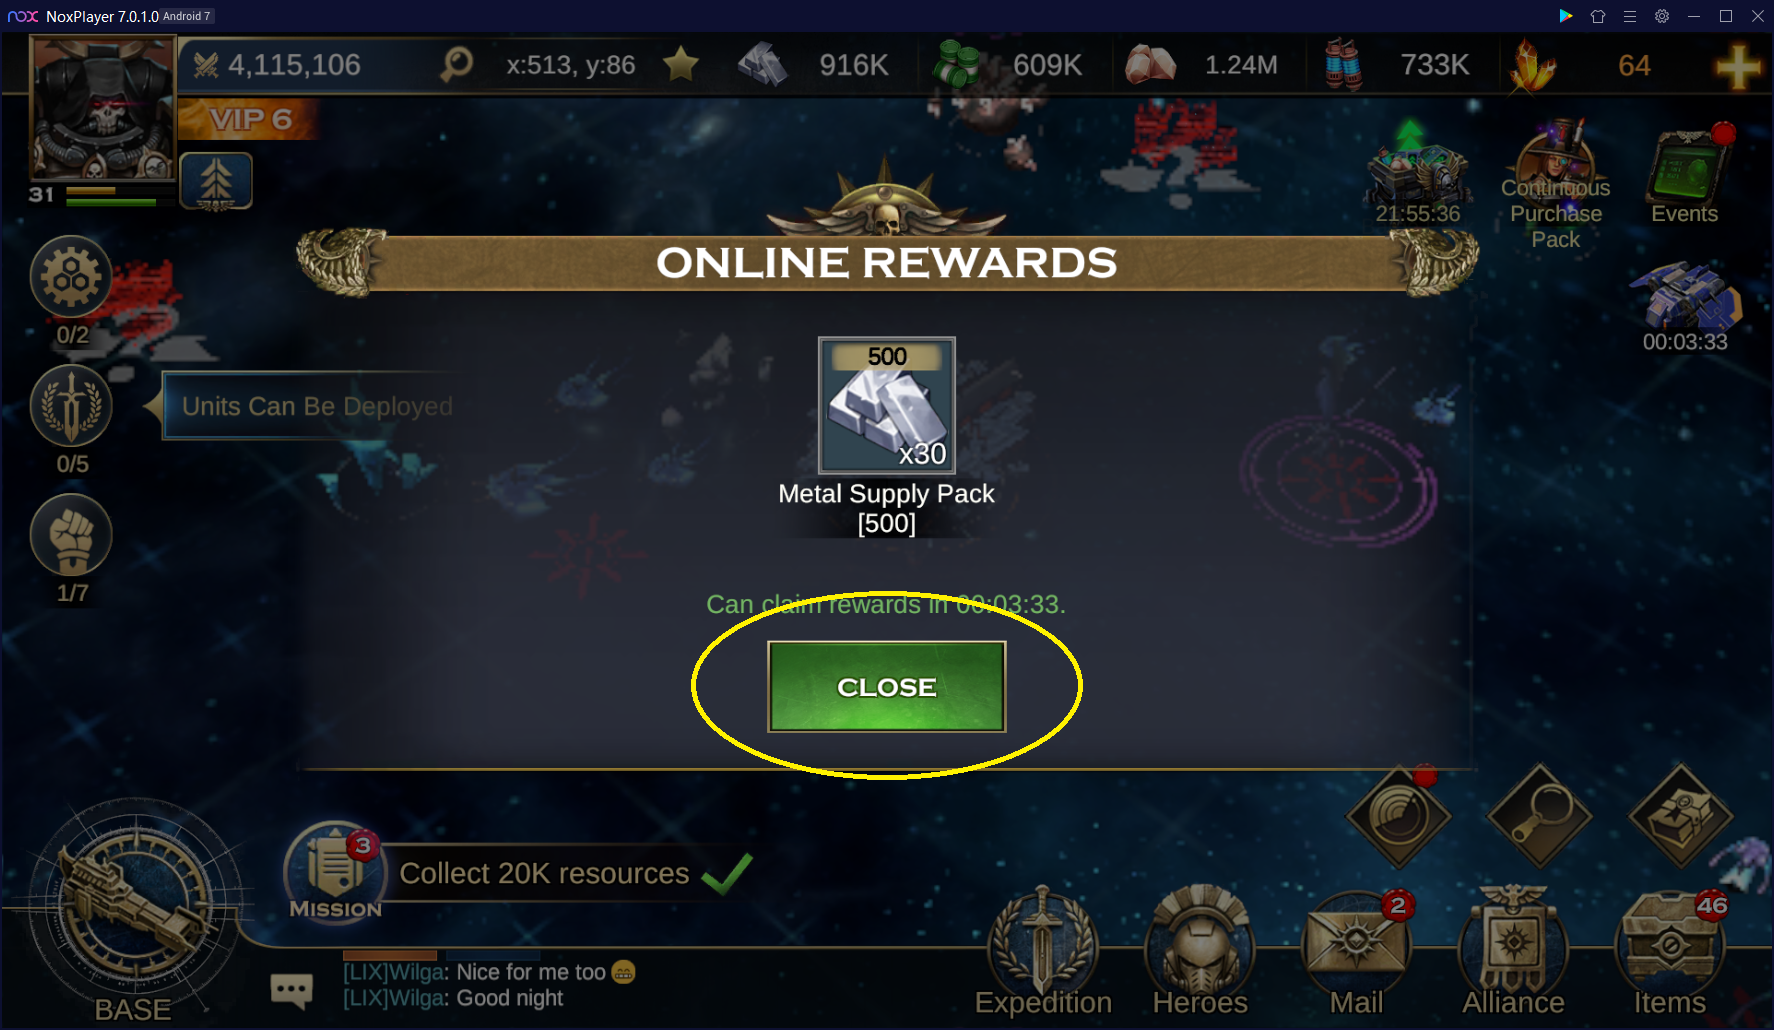 nox NoxPlayer 7.0.1.0 Android 7
4,115,106
x:513, y:86
916K
609K
1.24M
733K
64
VIP 6
31
21:55:36
Continuous
Purchase
Pack
Events
00:03:33
ONLINE REWARDS
0/2
500
x30
Units Can Be Deployed
0/5
Metal Supply Pack
[500]
1/7
Can claim rewards in 00:03:33.
CLOSE
3
Collect 20K resources
MISSION
2
46
[LIX]Wilga: Nice for me too 😁
[LIX]Wilga: Good night
BASE
Expedition
Heroes
Mail
Alliance
Items